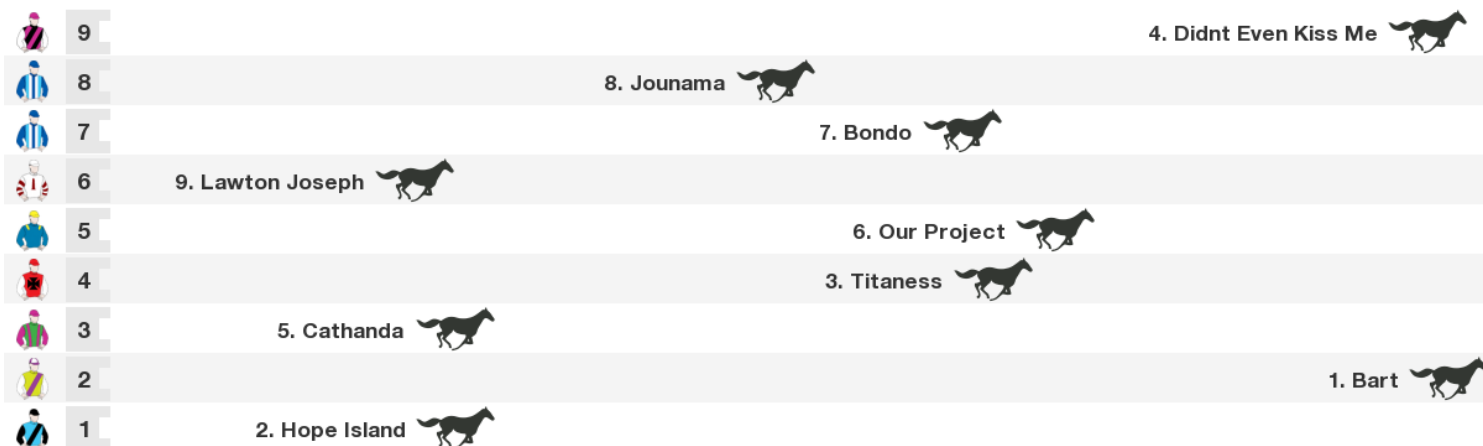 9 4. Didnt Even Kiss Me
8 8. Jounama
7 7. Bondo
6 9. Lawton Joseph
5 6. Our Project
4 3. Titaness
3 5. Cathanda
2 1. Bart
1 2. Hope Island